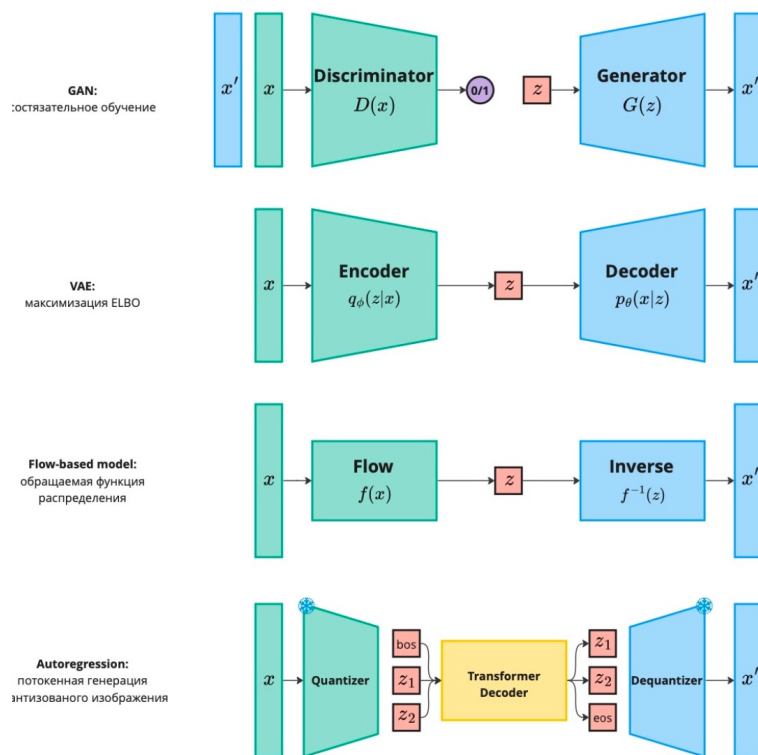 GAN:
состязательное обучение
x′
x
Discriminator
D(x)
0/1
z
Generator
G(z)
x′
VAE:
максимизация ELBO
x
Encoder
qϕ(z|x)
z
Decoder
pθ(x|z)
x′
Flow-based model:
обращаемая функция
распределения
x
Flow
f(x)
z
Inverse
f⁻¹(z)
x′
Autoregression:
потокенная генерация
антизованого изображения
x
Quantizer
bos
z₁
z₂
Transformer
Decoder
z₁
z₂
eos
Dequantizer
x′